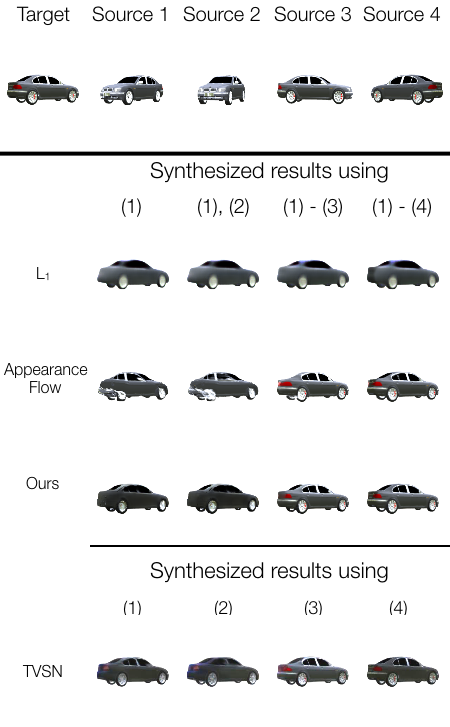 Target Source 1 Source 2 Source 3 Source 4
Synthesized results using
(1) (1), (2) (1) - (3) (1) - (4)
L₁
Appearance
Flow
Ours
Synthesized results using
(1) (2) (3) (4)
TVSN